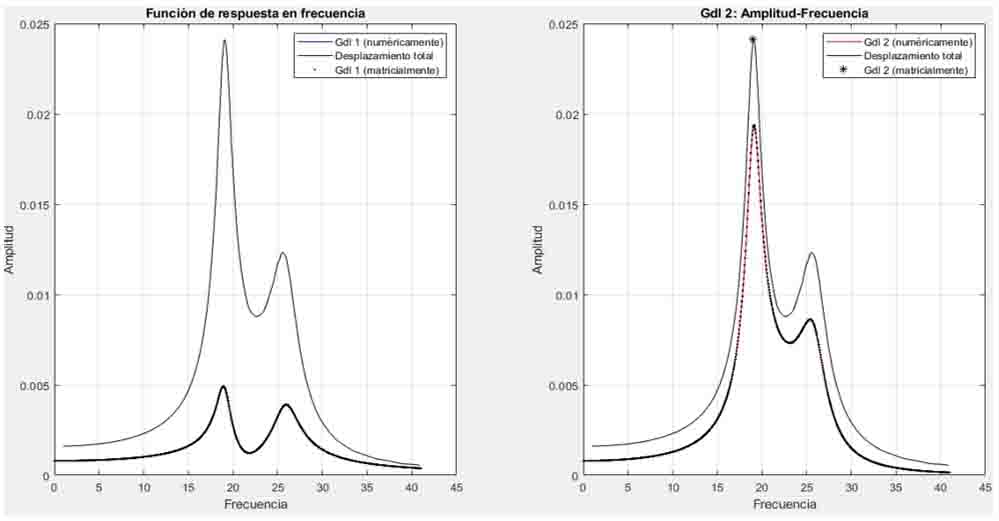 Función de respuesta en frecuencia
0.025
0.02
0.015
0.01
0.005
0
Amplitud
Gdl 1 (numéricamente)
Desplazamiento total
Gdl 1 (matricialmente)
0 5 10 15 20 25 30 35 40 45
Frecuencia
Gdl 2: Amplitud-Frecuencia
0.025
0.02
0.015
0.01
0.005
0
Amplitud
Gdl 2 (numéricamente)
Desplazamiento total
Gdl 2 (matricialmente)
0 5 10 15 20 25 30 35 40 45
Frecuencia